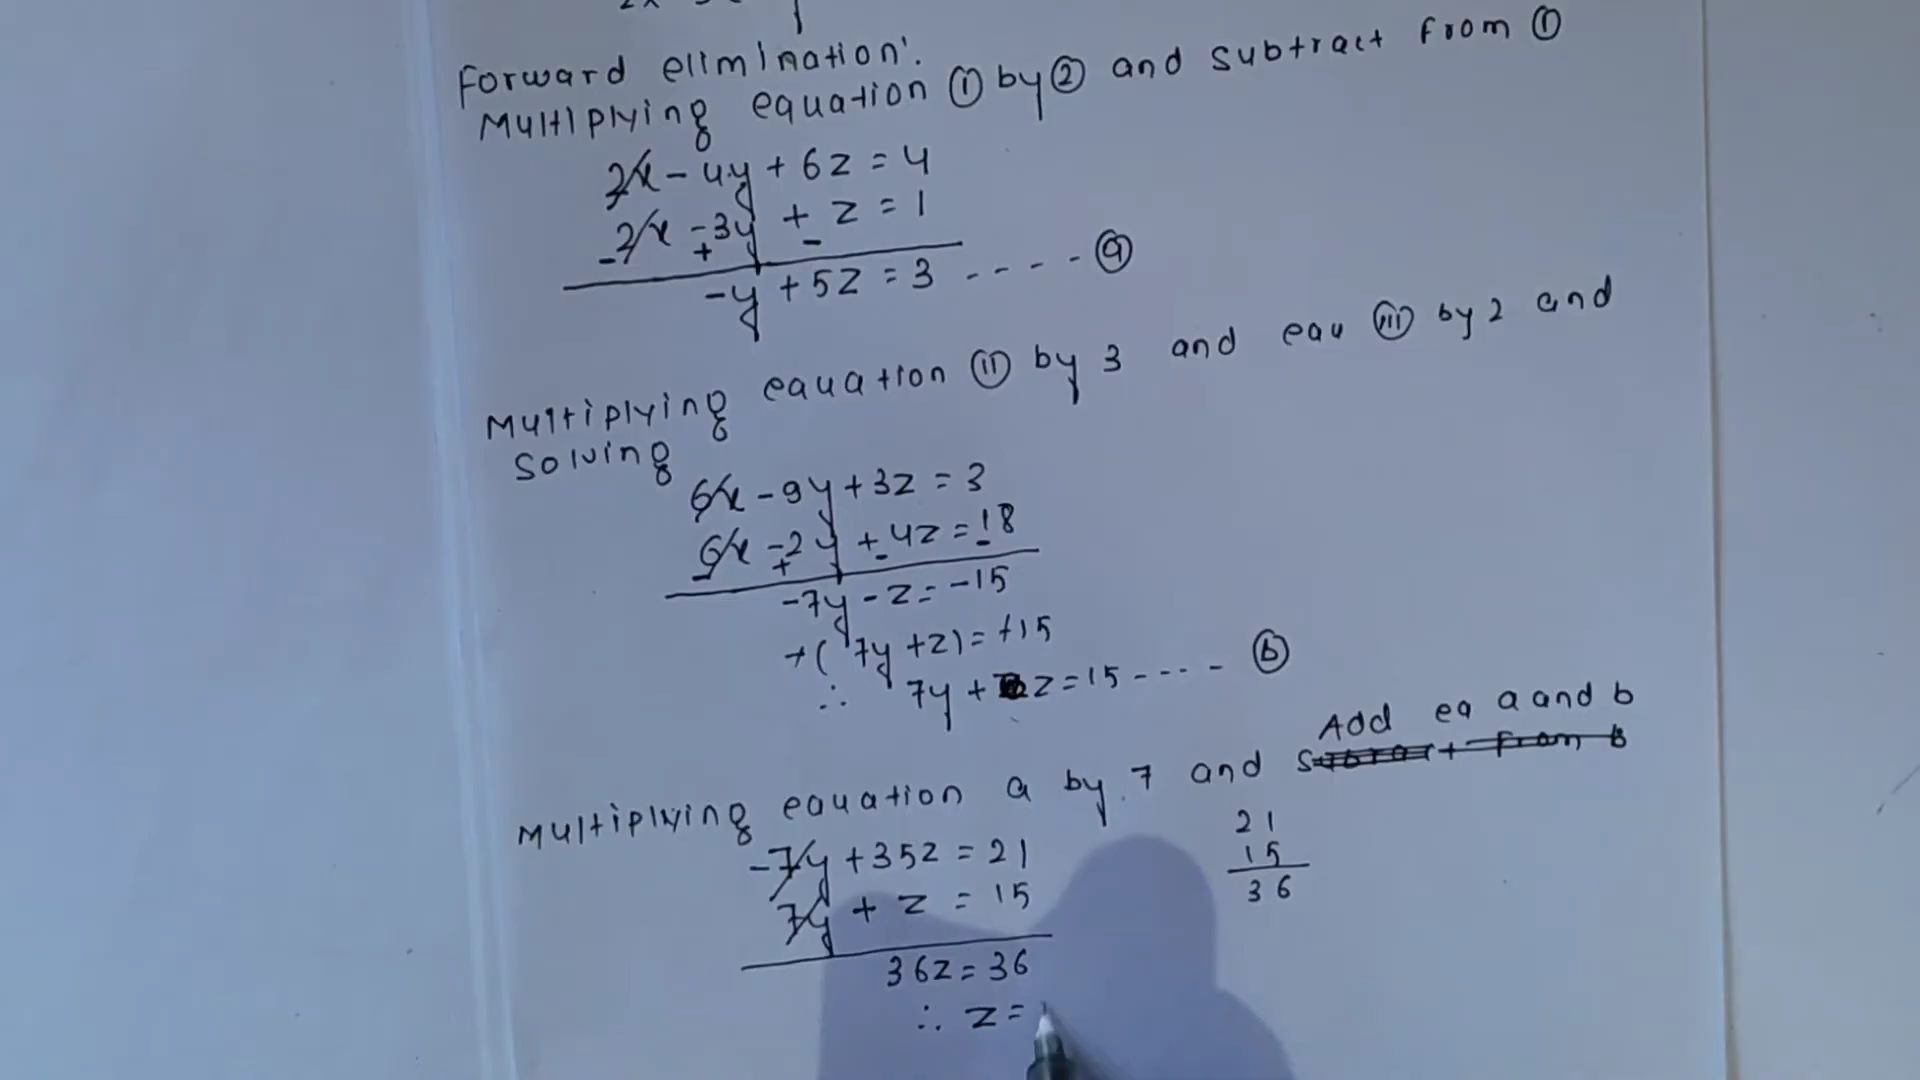 Forward elimination:
Multiplying equation ① by ② and subtract from ①
2x - 4y + 6z = 4
2x - 3y + z = 1
- + -
-y + 5z = 3 - - - - ⓐ
Multiplying equation ⓘⓘ by 3 and equ ⓘⓘⓘ by 2 and
Solving
6x - 9y + 3z = 3
6x - 2y + 4z = 18
- + - -
-7y - z = -15
+( 7y + z) = +15
∴ 7y + z = 15 - - - - ⓑ
Add eq a and b
Multiplying equation a by 7 and subtract from b
-7y + 35z = 21
7y + z = 15
36z = 36
∴ z =
21
15
36